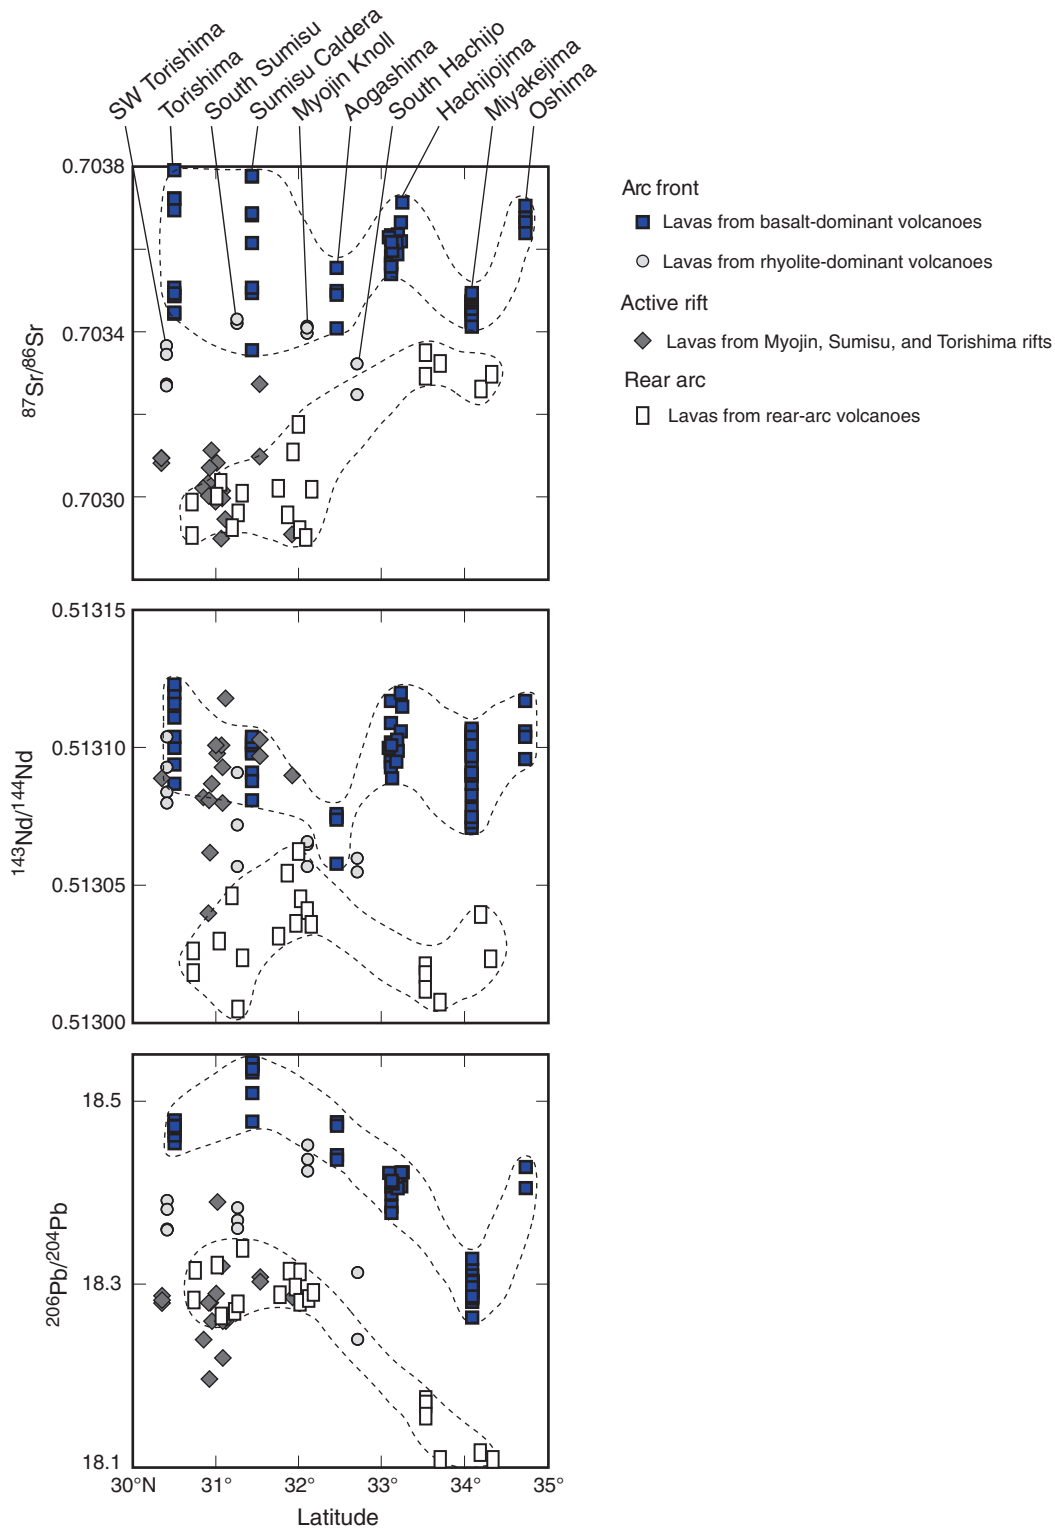 SW Torishima
Torishima
South Sumisu
Sumisu Caldera
Myojin Knoll
Aogashima
South Hachijo
Hachijojima
Miyakejima
Oshima
0.7038
0.7034
0.7030
87Sr/86Sr
Arc front
Lavas from basalt-dominant volcanoes
Lavas from rhyolite-dominant volcanoes
Active rift
Lavas from Myojin, Sumisu, and Torishima rifts
Rear arc
Lavas from rear-arc volcanoes
0.51315
0.51310
0.51305
0.51300
143Nd/144Nd
18.5
18.3
18.1
206Pb/204Pb
30°N 31° 32° 33° 34° 35°
Latitude